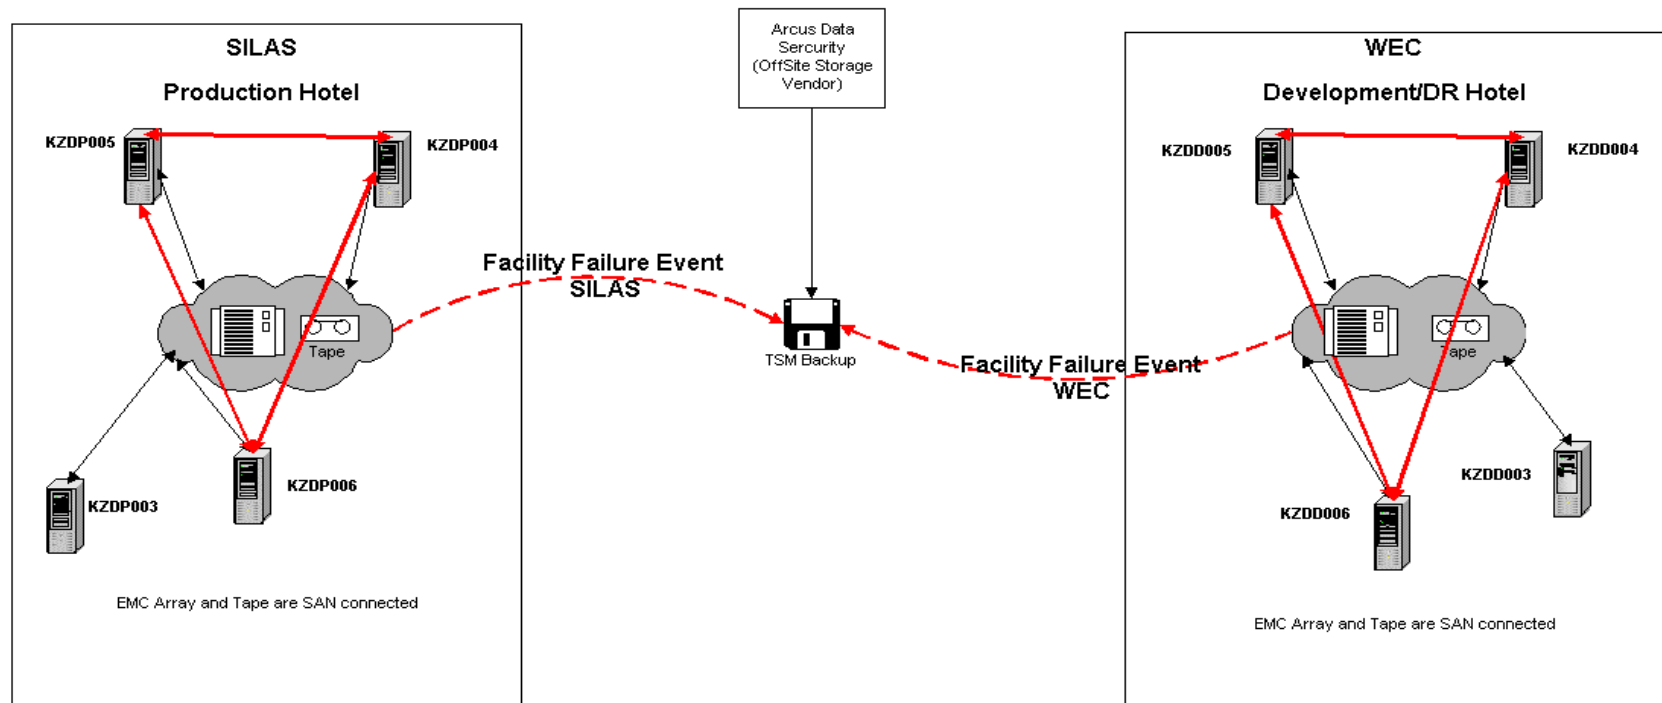 SILAS
Production Hotel
KZDP005
KZDP004
Tape
KZDP003
KZDP006
EMC Array and Tape are SAN connected
Arcus Data
Sercurity
(OffSite Storage
Vendor)
Facility Failure Event
SILAS
TSM Backup
Facility Failure Event
WEC
WEC
Development/DR Hotel
KZDD005
KZDD004
Tape
KZDD003
KZDD006
EMC Array and Tape are SAN connected